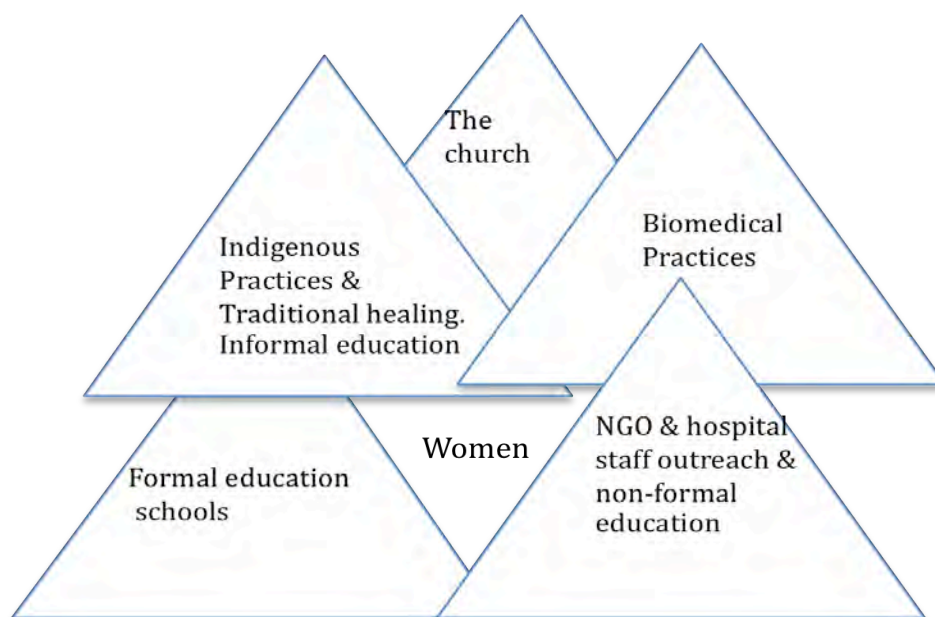 The
church
Biomedical
Practices
Indigenous
Practices &
Traditional healing.
Informal education
Women
Formal education
schools
NGO & hospital
staff outreach &
non-formal
education